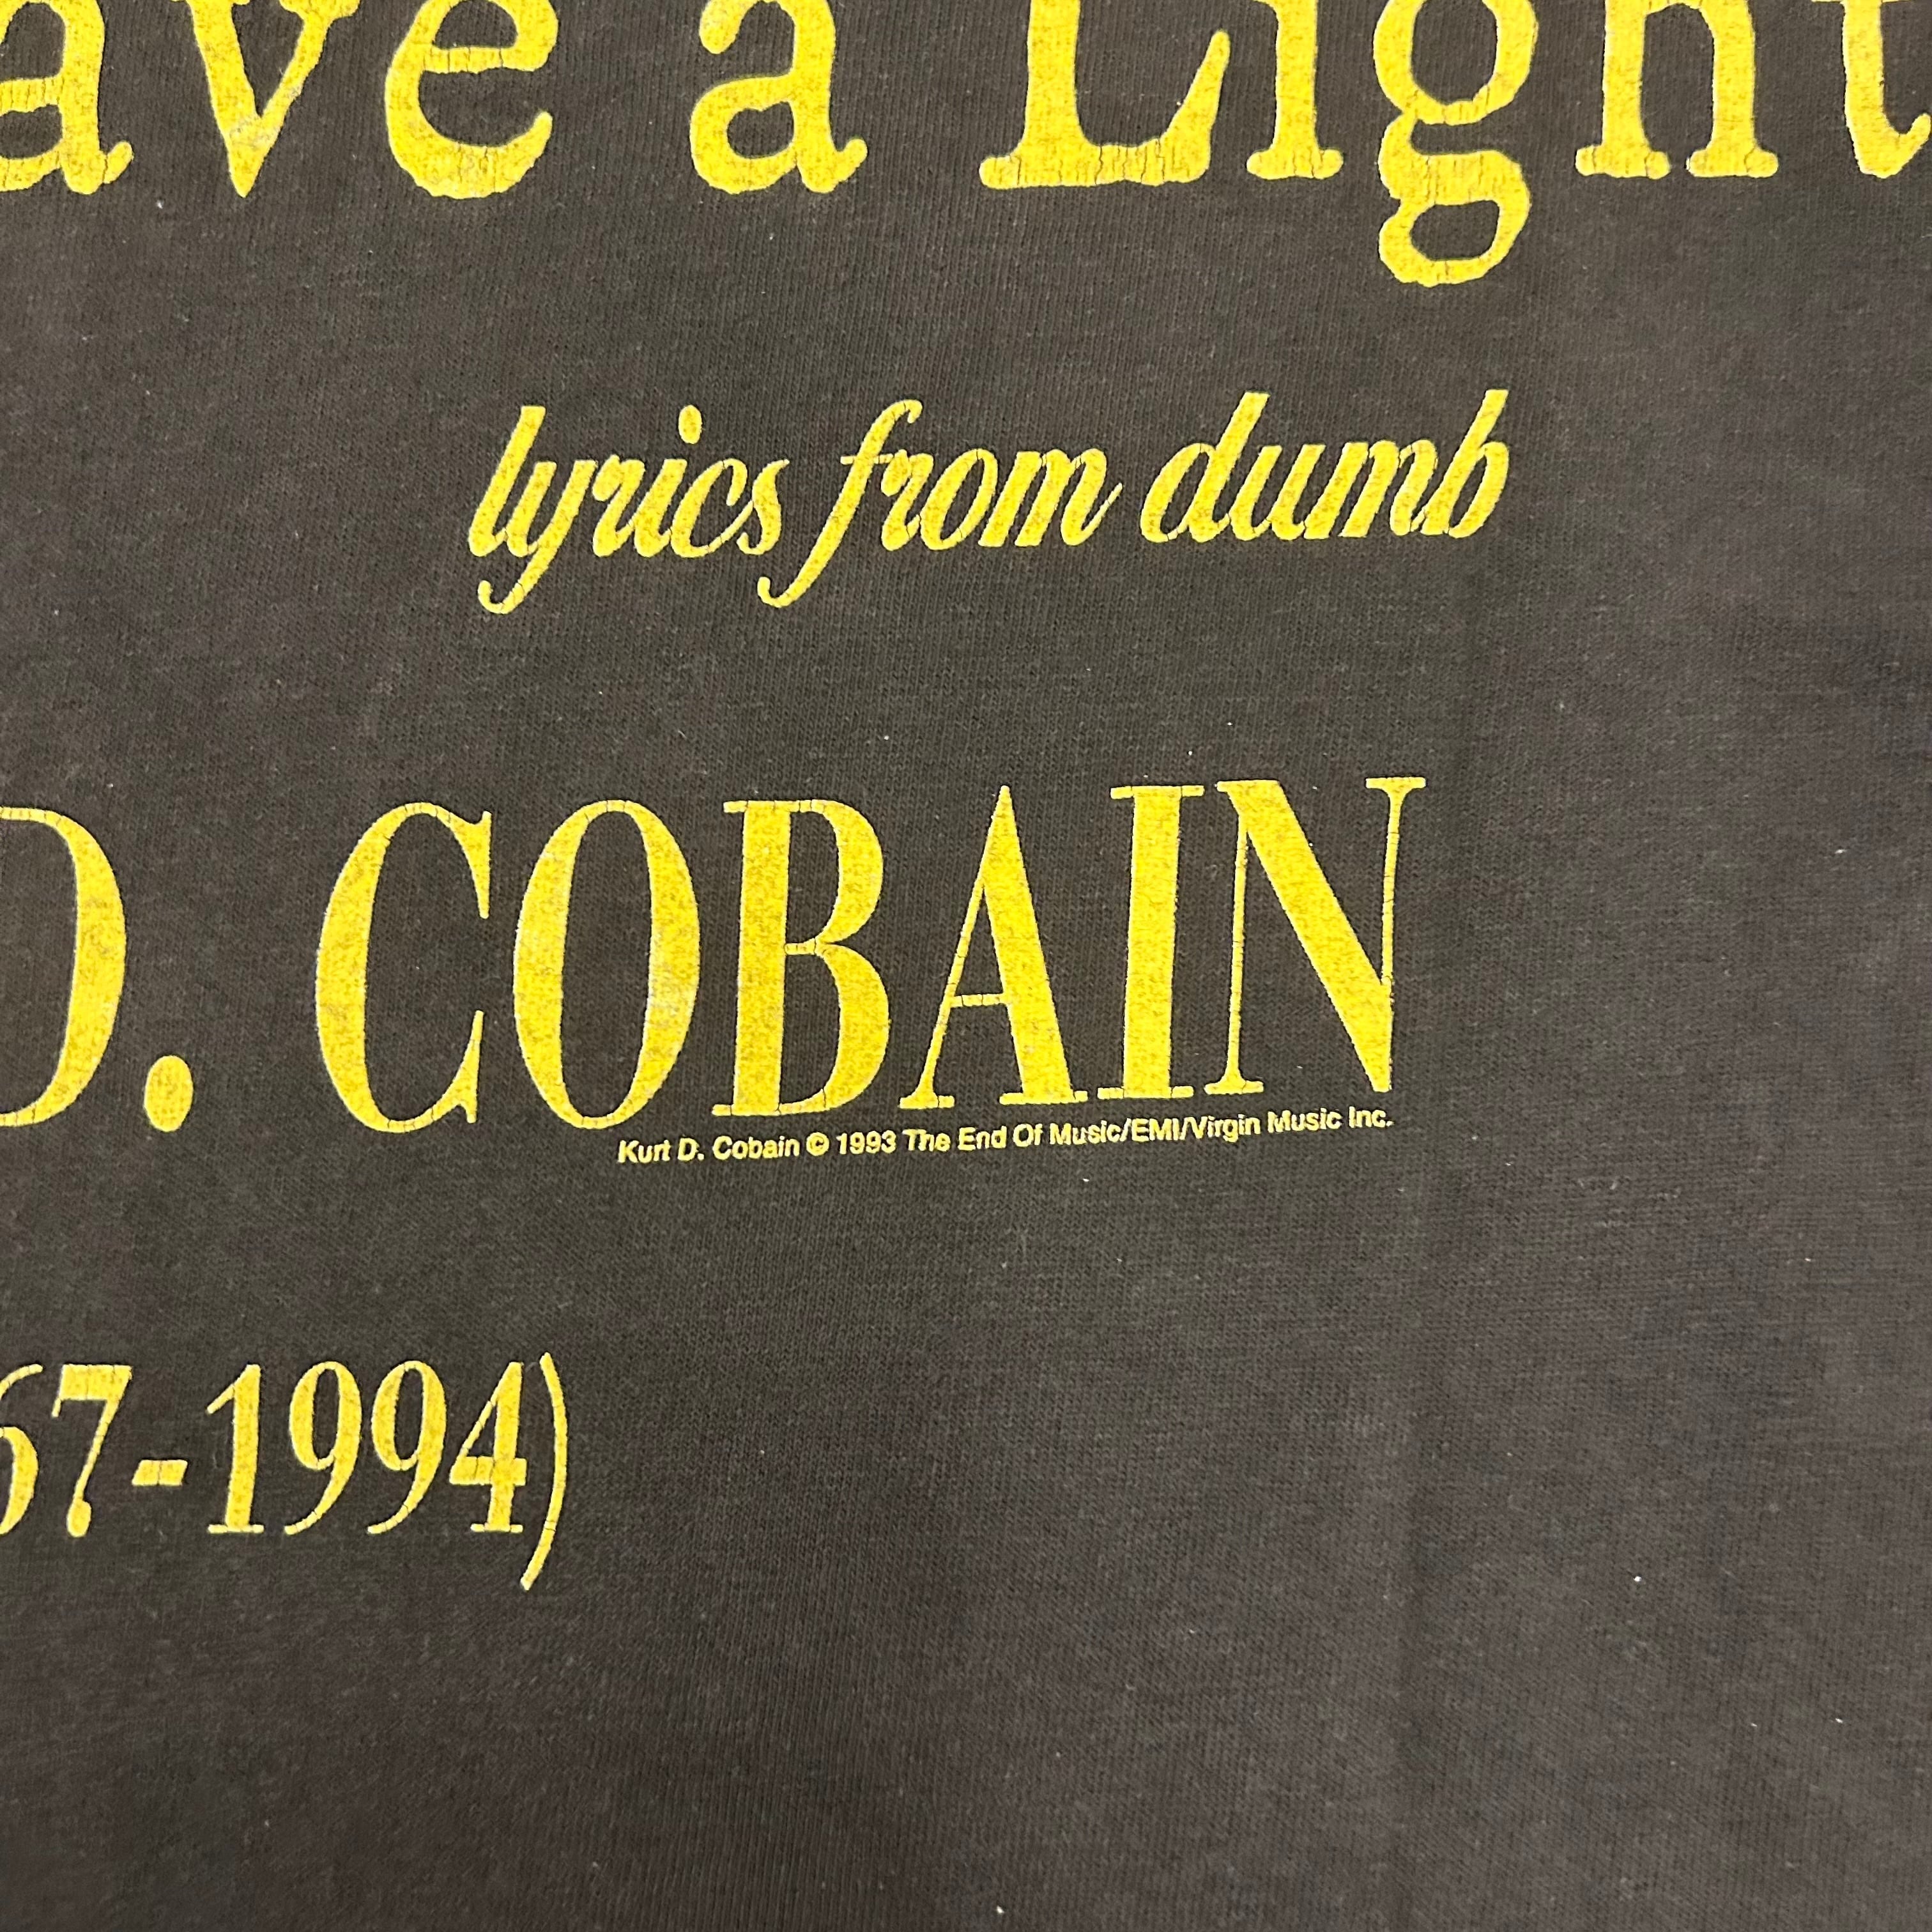 ave a Light
lyrics from dumb
D. COBAIN
Kurt D. Cobain © 1993 The End Of Music/EMI/Virgin Music Inc.
67-1994)